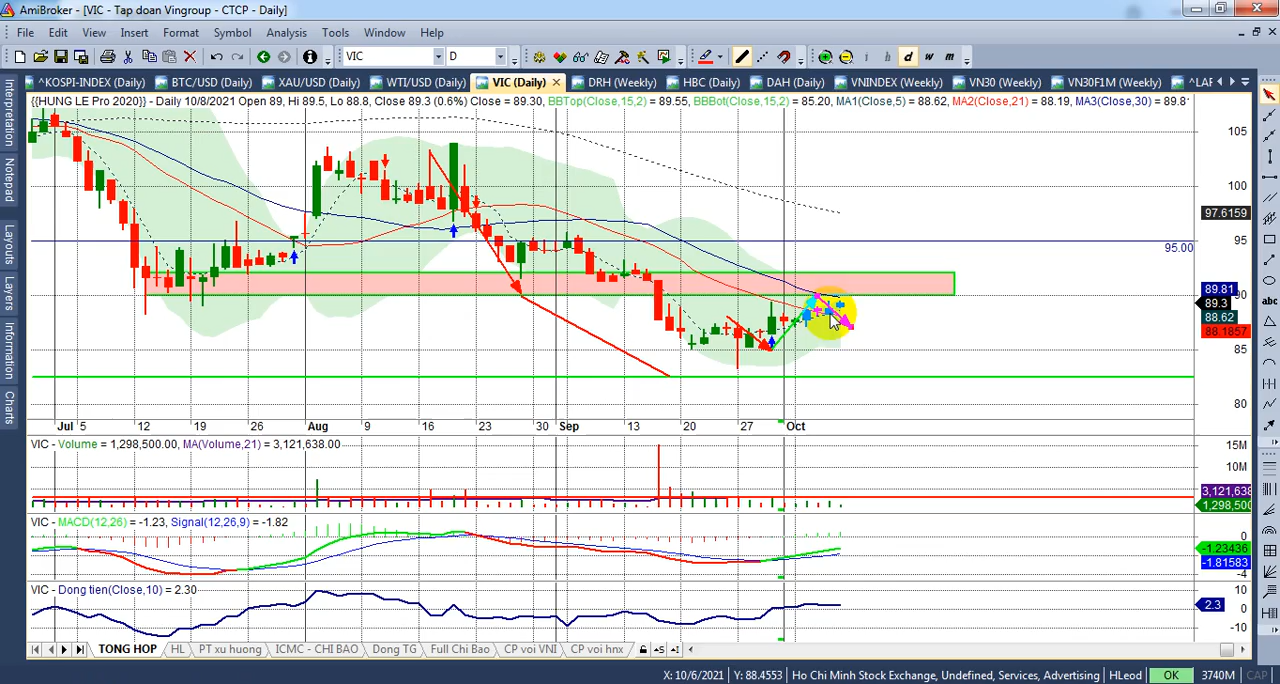 AmiBroker - [VIC - Tap doan Vingroup - CTCP - Daily]
File Edit View Insert Format Symbol Analysis Tools Window Help
VIC D i h d w m
^KOSPI-INDEX (Daily) BTC/USD (Daily) XAU/USD (Daily) WTI/USD (Daily) VIC (Daily) DRH (Weekly) HBC (Daily) DAH (Daily) VNINDEX (Weekly) VN30 (Weekly) VN30F1M (Weekly) ^LAF
{{HUNG LE Pro 2020}} - Daily 10/8/2021 Open 89, Hi 89.5, Lo 88.8, Close 89.3 (0.6%) Close = 89.30, BBTop(Close,15,2) = 89.55, BBBot(Close,15,2) = 85.20, MA1(Close,5) = 88.62, MA2(Close,21) = 88.19, MA3(Close,30) = 89.8
Interpretation
Notepad
Layouts
Layers
Information
Charts
abc
105
100
97.6159
95
95.00
90
89.81
89.3
88.62
88.1857
85
80
Jul 5 12 19 26 Aug 9 16 23 30 Sep 13 20 27 Oct
VIC - Volume = 1,298,500.00, MA(Volume,21) = 3,121,638.00
15M
10M
3,121,638
1,298,500
VIC - MACD(12,26) = -1.23, Signal(12,26,9) = -1.82
0
-1.23436
-1.81583
-4
VIC - Dong tien(Close,10) = 2.30
10
2.3
0
-10
TONG HOP HL PT xu huong ICMC - CHI BAO Dong TG Full Chi Bao CP voi VNI CP voi hnx
X: 10/6/2021 Y: 88.4553 Ho Chi Minh Stock Exchange, Undefined, Services, Advertising HLeod OK 3740M CAP